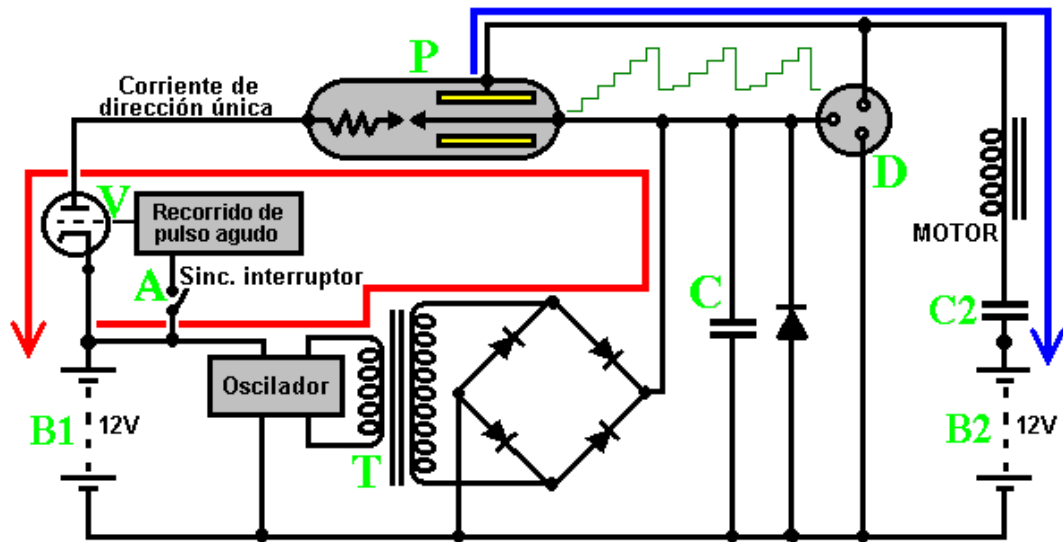 P
Corriente de
dirección única
D
V
Recorrido de
pulso agudo
MOTOR
A
Sinc. interruptor
C
C2
Oscilador
B1
12V
T
B2
12V